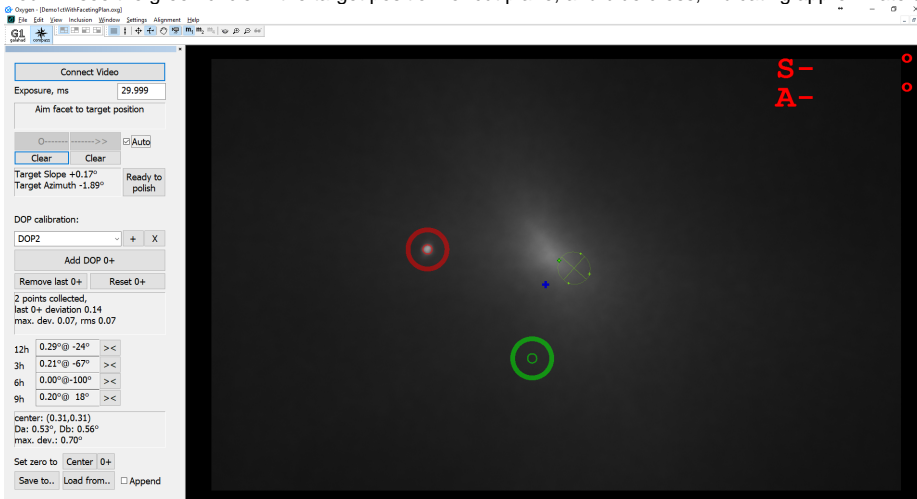 Oxygen - [Demo1ctWithFacetingPlan.oxg]
File Edit View Inclusion Window Settings Alignment Help
G1 galahad compass m m m
Connect Video
Exposure, ms 29.999
Aim facet to target position
O------- ------->> Auto
Clear Clear
Target Slope +0.17°
Target Azimuth -1.89°
Ready to
polish
DOP calibration:
DOP2 + X
Add DOP 0+
Remove last 0+ Reset 0+
2 points collected,
last 0+ deviation 0.14
max. dev. 0.07, rms 0.07
12h 0.29°@ -24° ><
3h 0.21°@ -67° ><
6h 0.00°@-100° ><
9h 0.20°@ 18° ><
center: (0.31,0.31)
Da: 0.53°, Db: 0.56°
max. dev.: 0.70°
Set zero to Center 0+
Save to.. Load from.. Append
S- o
A- o